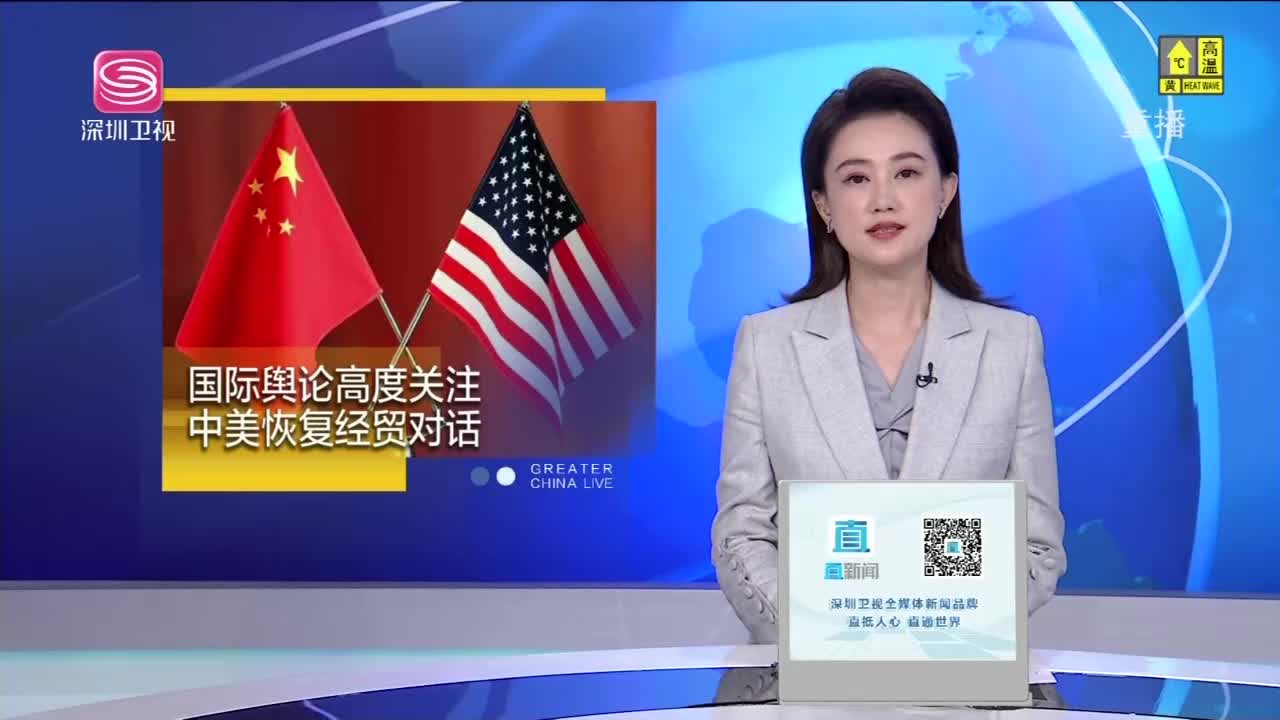 深圳卫视
高温
℃
黄 HEAT WAVE
重播
国际舆论高度关注
中美恢复经贸对话
GREATER
CHINA LIVE
直
直新闻
直
深圳卫视全媒体新闻品牌
直抵人心 直通世界